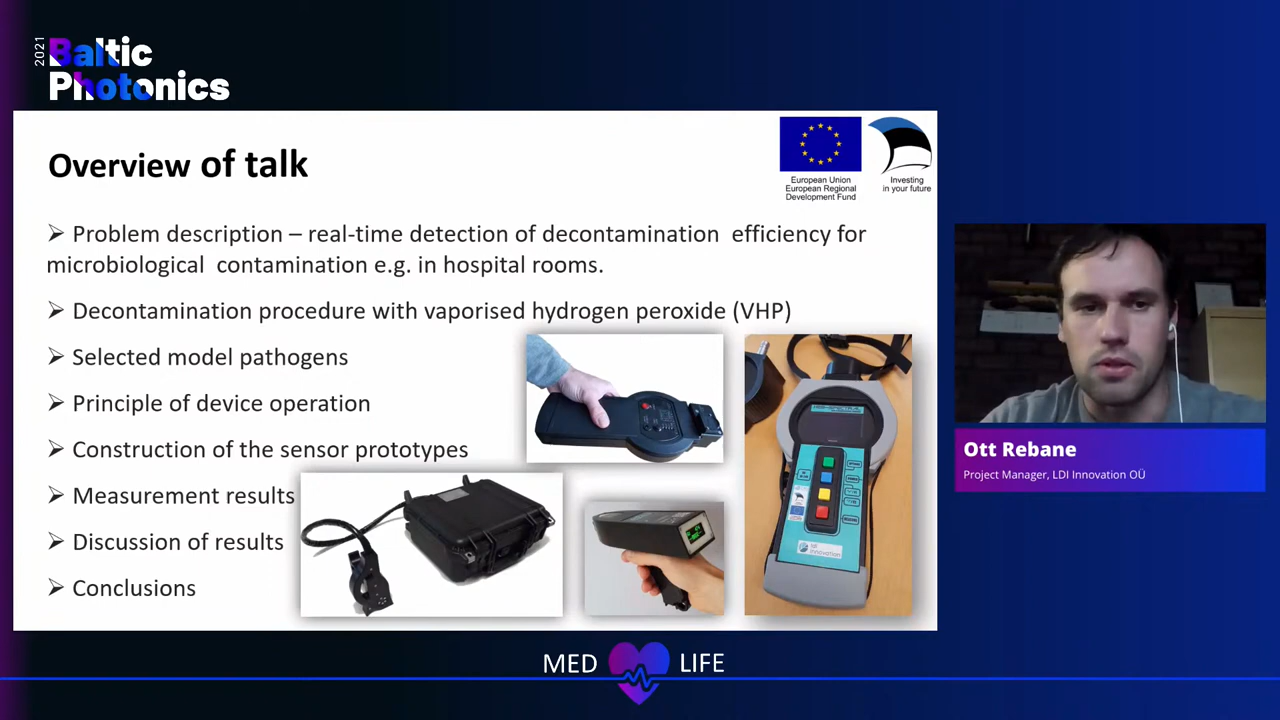 2021
Baltic
Photonics
Overview of talk
European Union
European Regional
Development Fund
Investing
in your future
➢ Problem description – real-time detection of decontamination efficiency for
microbiological contamination e.g. in hospital rooms.
➢ Decontamination procedure with vaporised hydrogen peroxide (VHP)
➢ Selected model pathogens
➢ Principle of device operation
➢ Construction of the sensor prototypes
➢ Measurement results
➢ Discussion of results
➢ Conclusions
ldi
innovation
Ott Rebane
Project Manager, LDI Innovation OÜ
MED LIFE